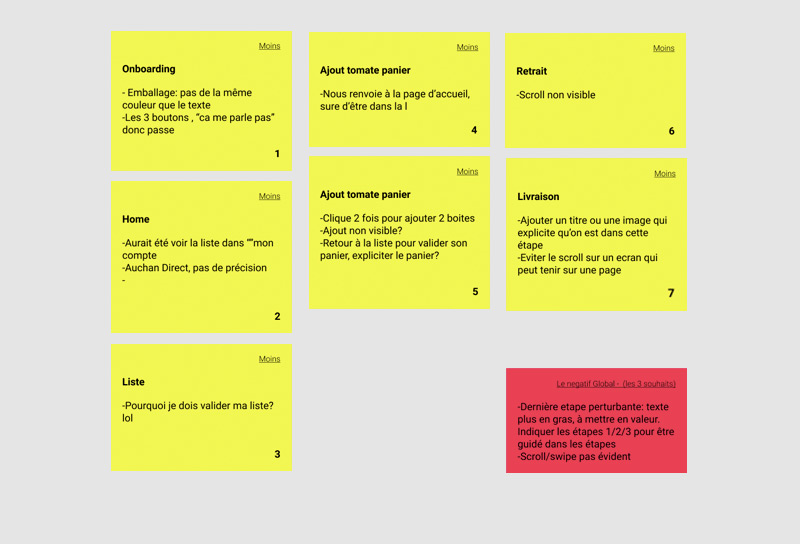 Moins
Onboarding
- Emballage: pas de la même
couleur que le texte
-Les 3 boutons , “ca me parle pas”
donc passe
1
Moins
Home
-Aurait été voir la liste dans “”mon
compte
-Auchan Direct, pas de précision
-
2
Moins
Liste
-Pourquoi je dois valider ma liste?
lol
3
Moins
Ajout tomate panier
-Nous renvoie à la page d’accueil,
sure d’être dans la l
4
Moins
Ajout tomate panier
-Clique 2 fois pour ajouter 2 boites
-Ajout non visible?
-Retour à la liste pour valider son
panier, expliciter le panier?
5
Moins
Retrait
-Scroll non visible
6
Moins
Livraison
-Ajouter un titre ou une image qui
explicite qu’on est dans cette
étape
-Eviter le scroll sur un ecran qui
peut tenir sur une page
7
Le negatif Global - (les 3 souhaits)
-Dernière etape perturbante: texte
plus en gras, à mettre en valeur.
Indiquer les étapes 1/2/3 pour être
guidé dans les étapes
-Scroll/swipe pas évident